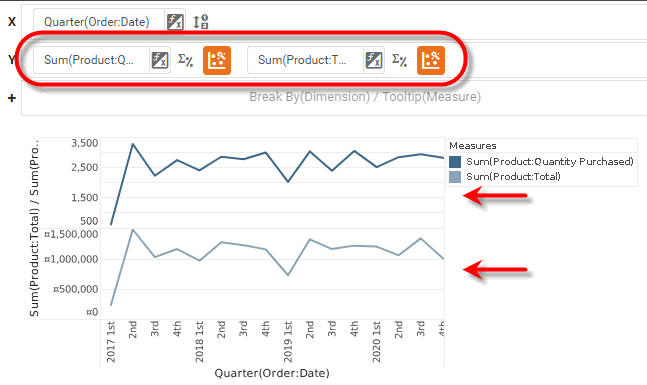 X Quarter(Order:Date)
Y Sum(Product:Q... Σ% Sum(Product:T... Σ%
+ Break By(Dimension) / Tooltip(Measure)
Sum(Product:Total) / Sum(Pro..
3,500
2,500
1,500
500
¤1,500,000
¤1,000,000
¤500,000
¤0
2017 1st
2nd
3rd
4th
2018 1st
2nd
3rd
4th
2019 1st
2nd
3rd
4th
2020 1st
2nd
3rd
4th
Quarter(Order:Date)
Measures
Sum(Product:Quantity Purchased)
Sum(Product:Total)